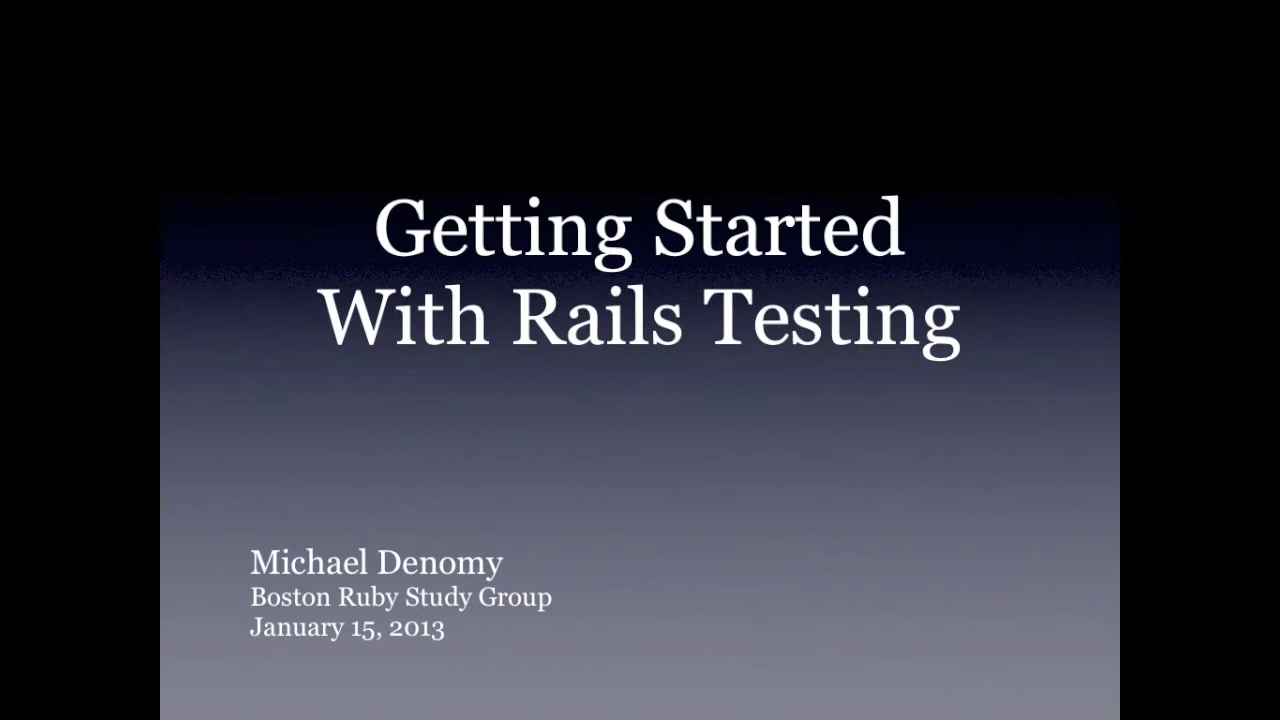 Getting Started
With Rails Testing
Michael Denomy
Boston Ruby Study Group
January 15, 2013